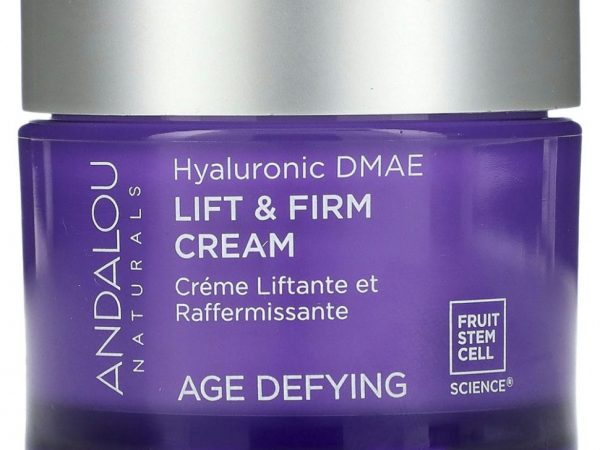 ANDALOU
NATURALS
Hyaluronic DMAE
LIFT & FIRM
CREAM
Créme Liftante et
Raffermissante
AGE DEFYING
FRUIT
STEM
CELL
SCIENCE®